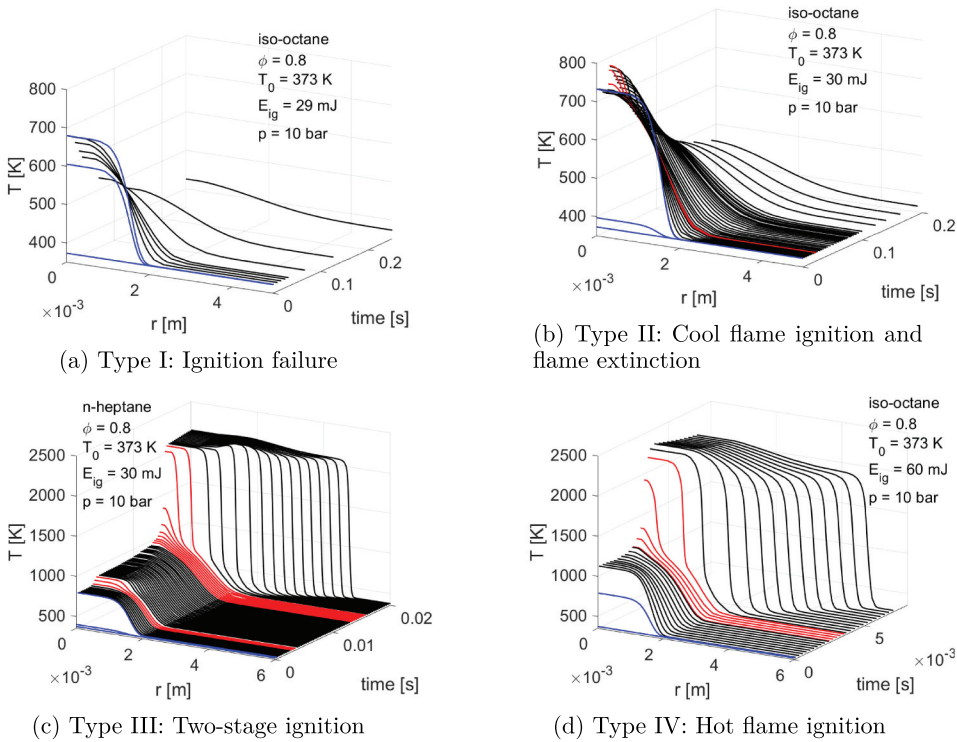 iso-octane
ϕ = 0.8
T0 = 373 K
Eig = 29 mJ
p = 10 bar
800
700
600
500
400
T [K]
0
2
4
×10-3
r [m]
0
0.1
0.2
time [s]
(a) Type I: Ignition failure
iso-octane
ϕ = 0.8
T0 = 373 K
Eig = 30 mJ
p = 10 bar
800
700
600
500
400
T [K]
0
2
4
×10-3
r [m]
0
0.1
0.2
time [s]
(b) Type II: Cool flame ignition and
flame extinction
n-heptane
ϕ = 0.8
T0 = 373 K
Eig = 30 mJ
p = 10 bar
2500
2000
1500
1000
500
T [K]
0
2
4
6
×10-3
r [m]
0
0.01
0.02
time [s]
(c) Type III: Two-stage ignition
iso-octane
ϕ = 0.8
T0 = 373 K
Eig = 60 mJ
p = 10 bar
2500
2000
1500
1000
500
T [K]
0
2
4
6
×10-3
r [m]
0
5
×10-3
time [s]
(d) Type IV: Hot flame ignition